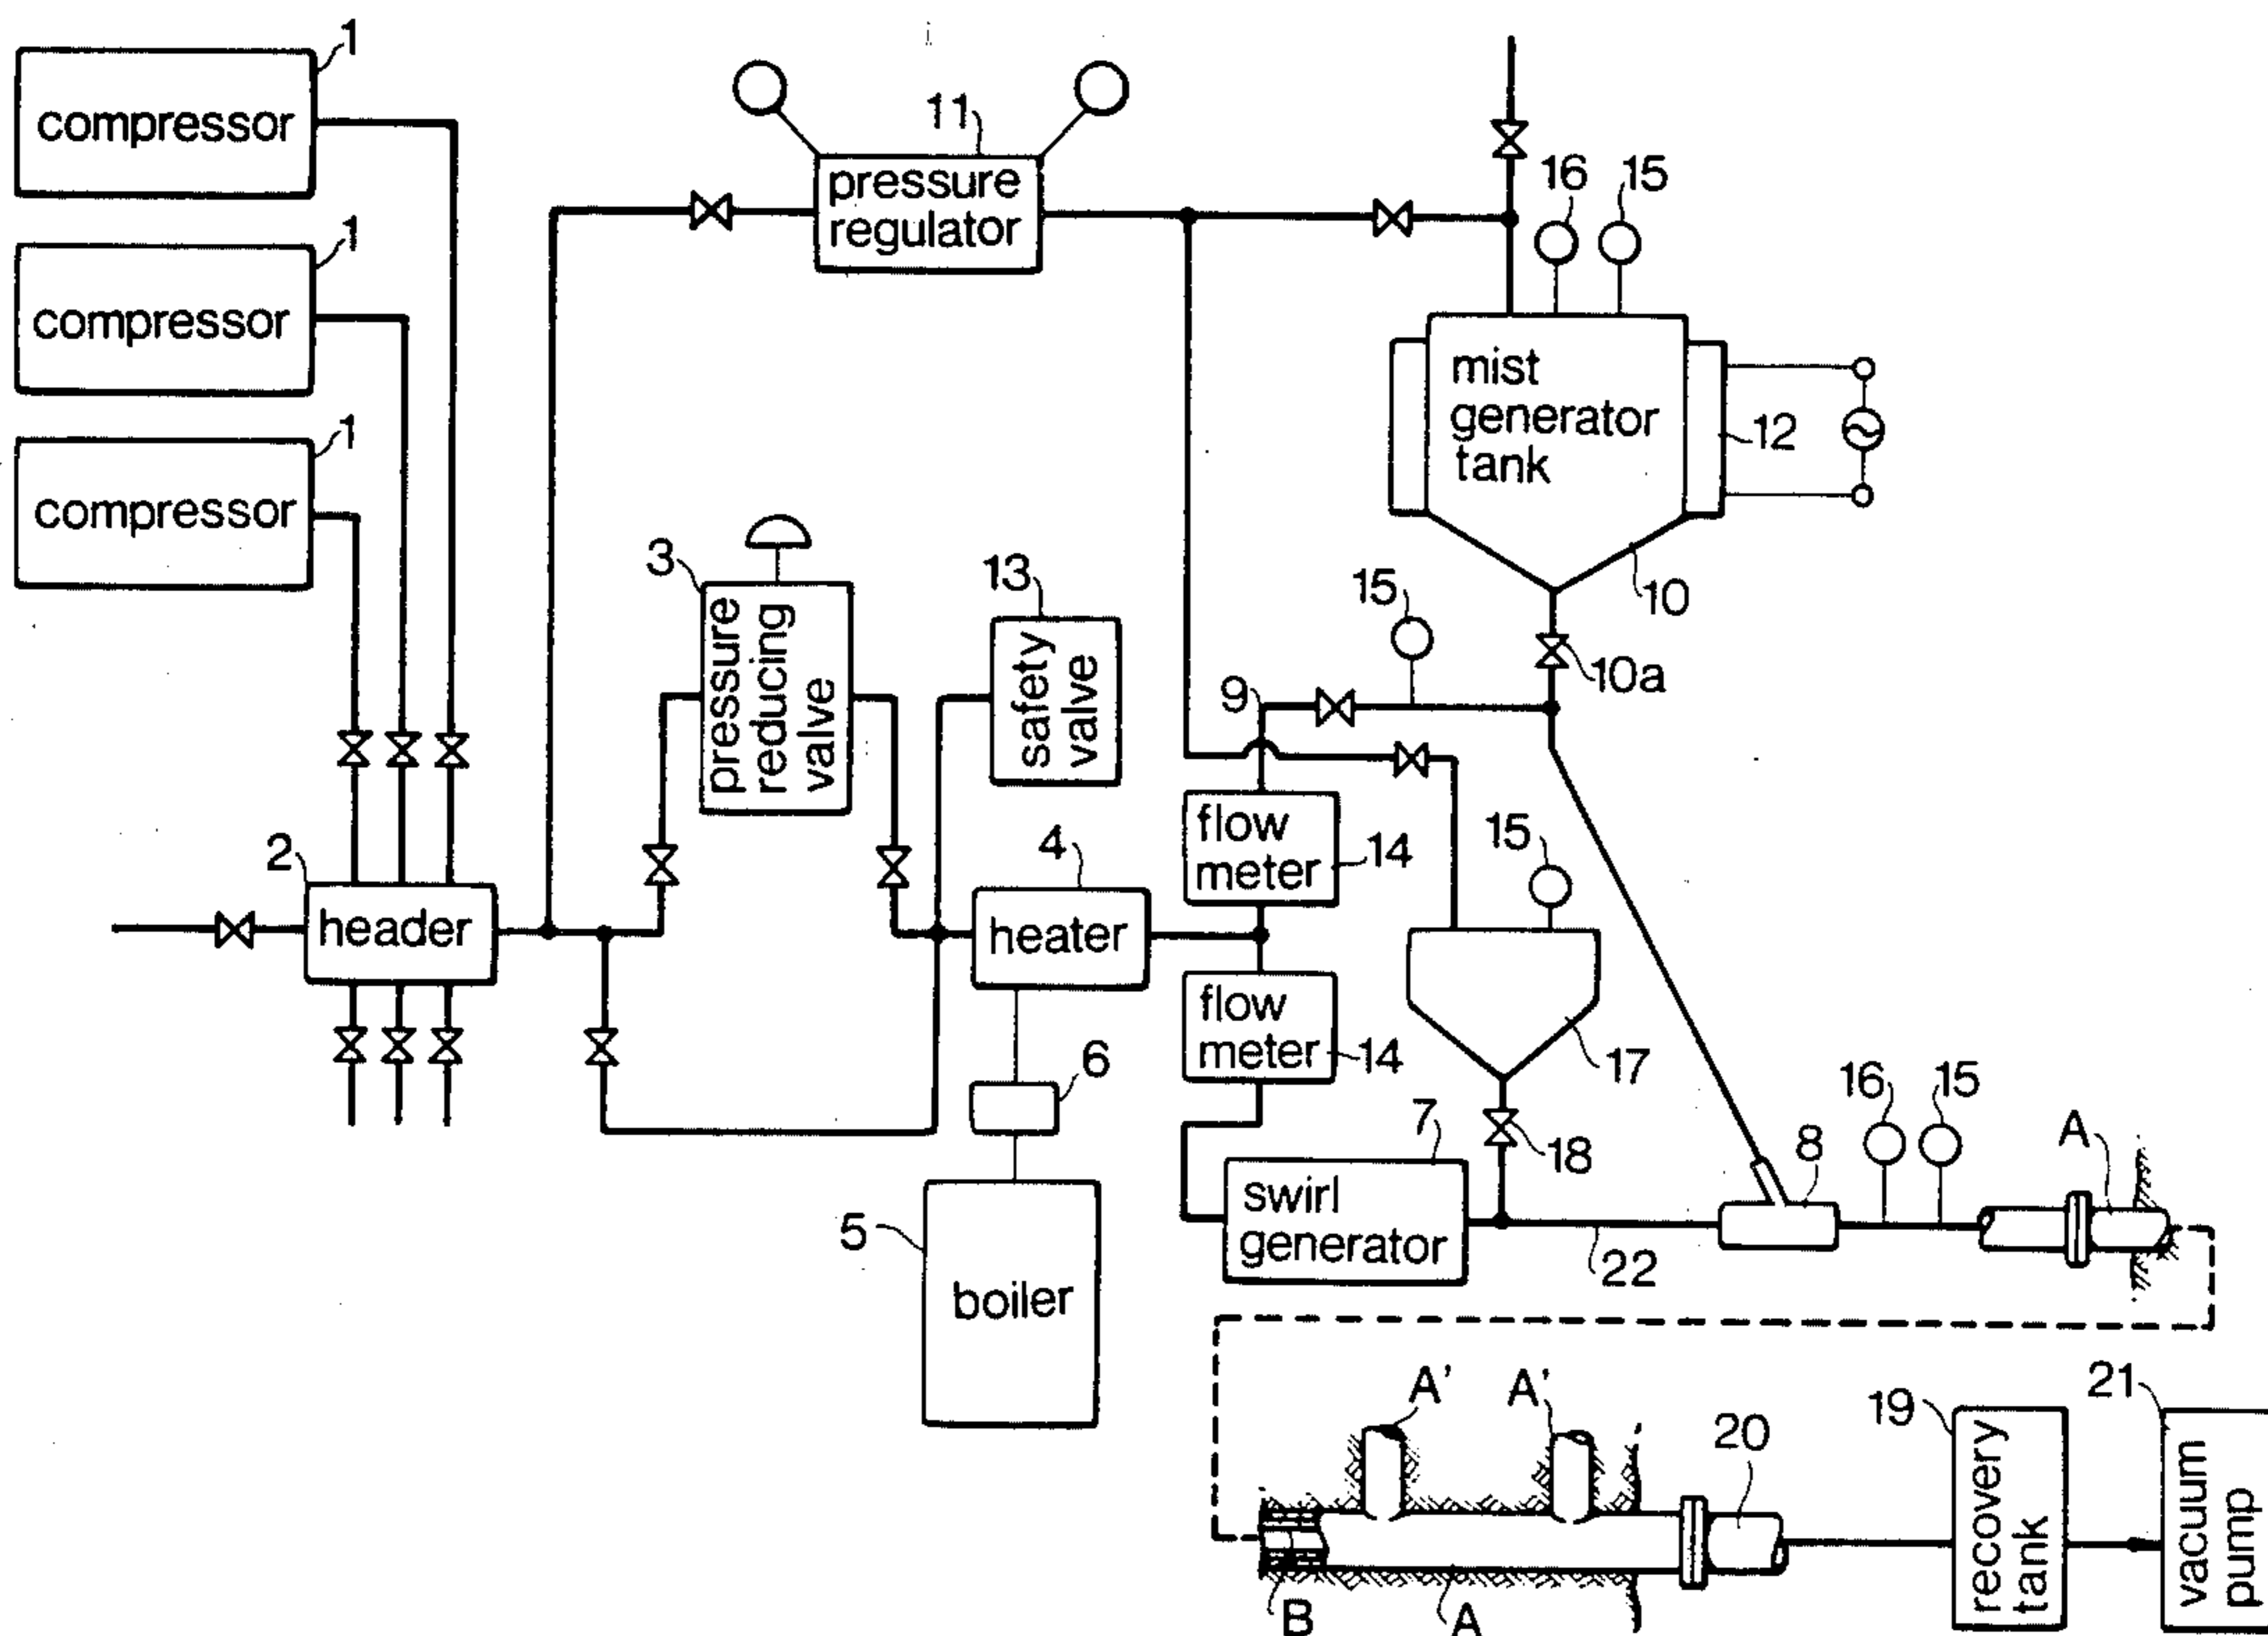 1
compressor
1
compressor
1
compressor
11
pressure
regulator
16
15
mist
generator
tank
12
10
10a
3
pressure
reducing
valve
13
safety
valve
15
9
2
header
4
heater
flow
meter
14
15
flow
meter
14
17
6
5
boiler
7
swirl
generator
18
22
8
16
15
A
A'
A'
20
19
recovery
tank
21
vacuum
pump
B
A